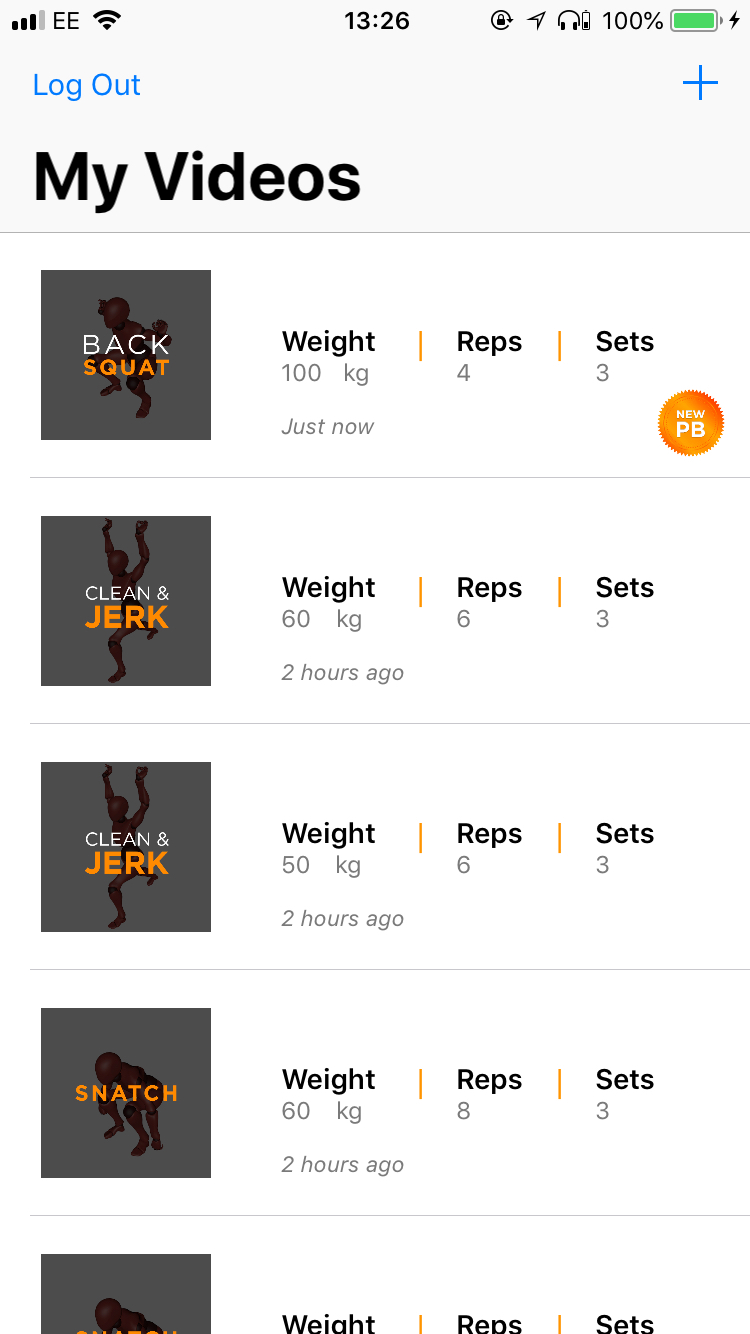 EE 13:26 100%
Log Out
My Videos
BACK
SQUAT
Weight | Reps | Sets
100 kg 4 3
Just now
NEW
PB
CLEAN &
JERK
Weight | Reps | Sets
60 kg 6 3
2 hours ago
CLEAN &
JERK
Weight | Reps | Sets
50 kg 6 3
2 hours ago
SNATCH
Weight | Reps | Sets
60 kg 8 3
2 hours ago
SNATCH
Weight | Reps | Sets